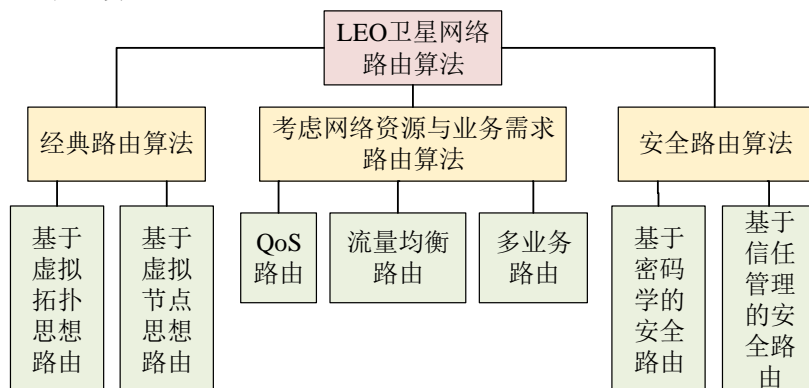 LEO卫星网络
路由算法
经典路由算法
考虑网络资源与业务需求
路由算法
安全路由算法
基于
虚拟
拓扑
思想
路由
基于
虚拟
节点
思想
路由
QoS
路由
流量均衡
路由
多业务
路由
基于
密码
学的
安全
路由
基于
信任
管理
的安
全路
由